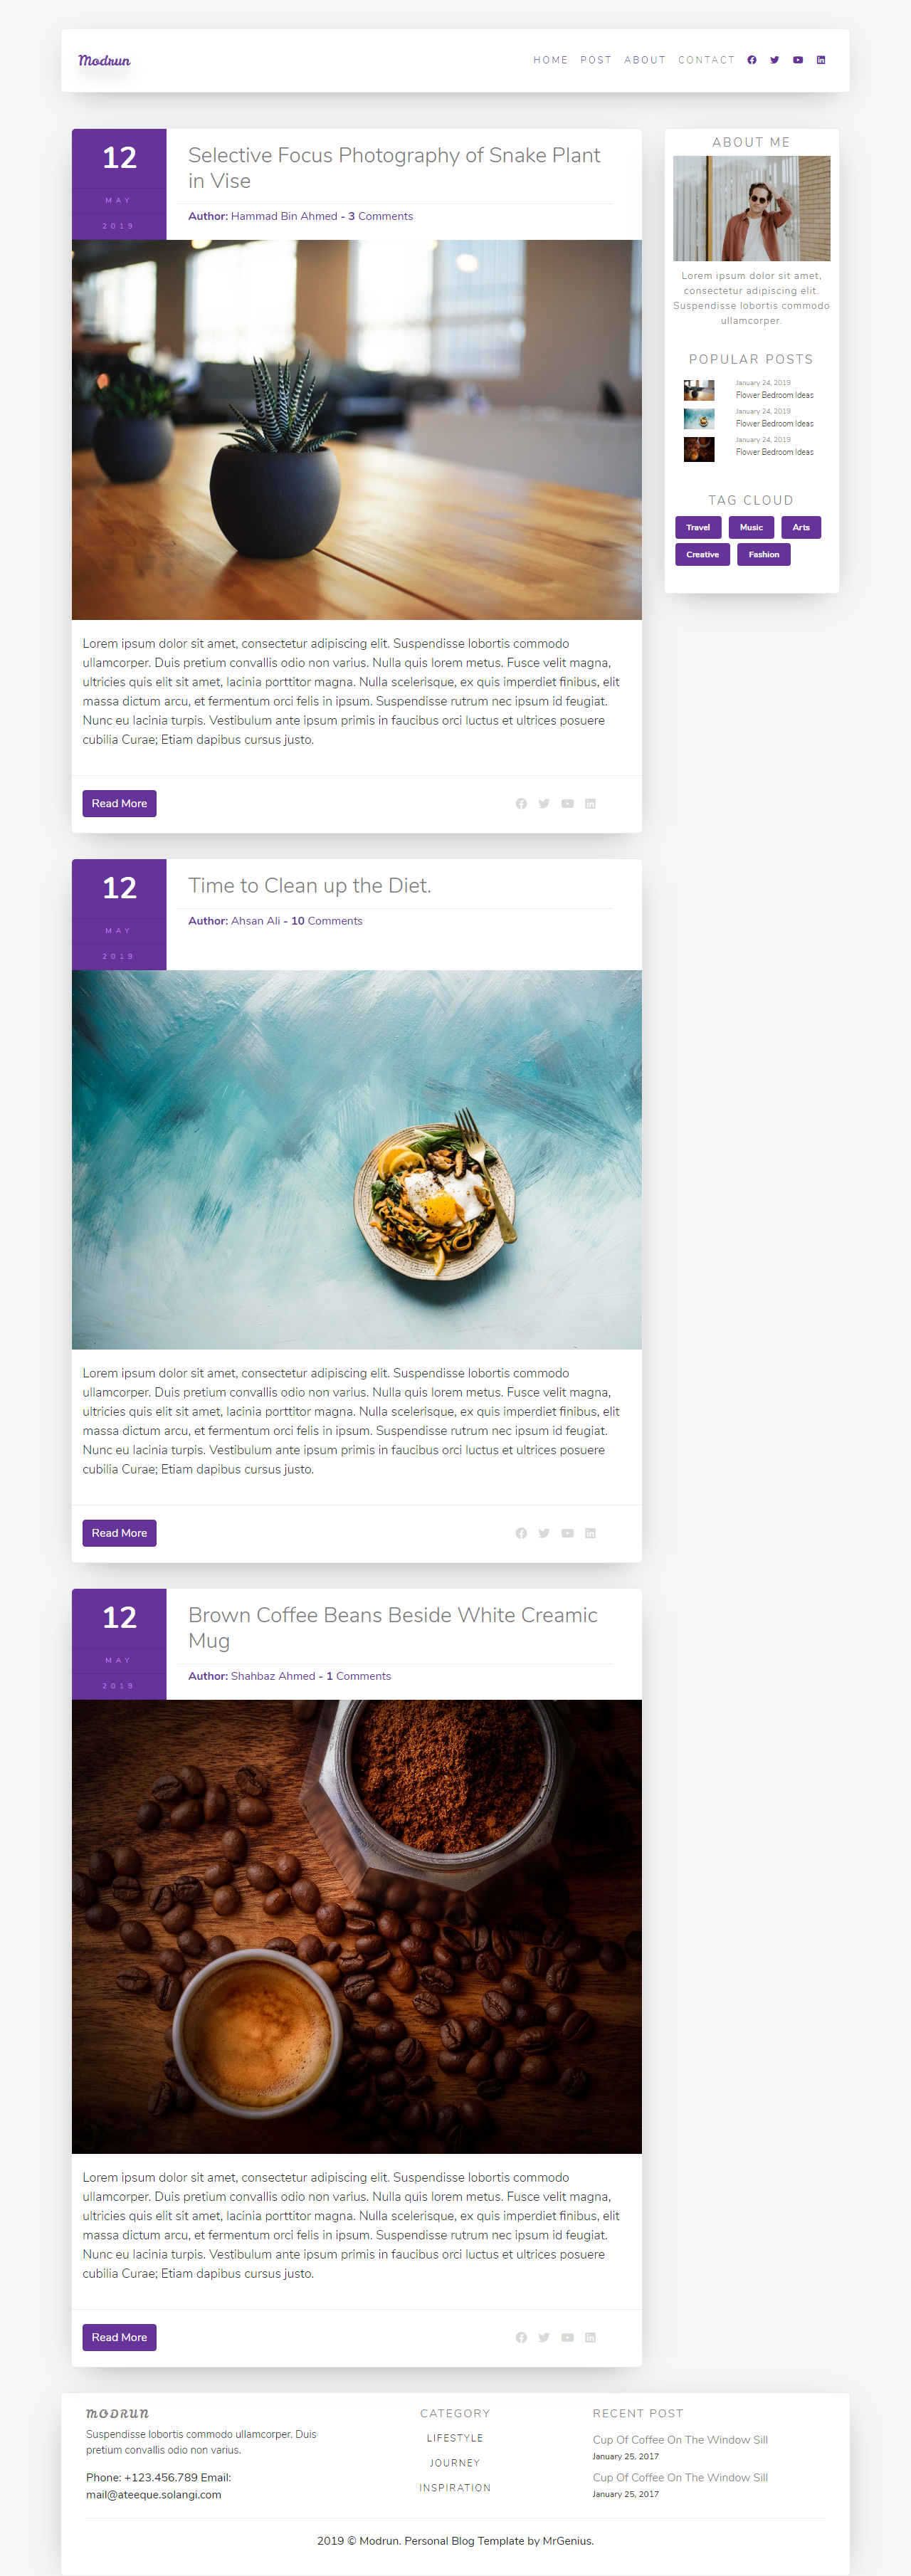 Modrun
HOME POST ABOUT CONTACT
12
MAY
2019
Selective Focus Photography of Snake Plant
in Vise
Author: Hammad Bin Ahmed - 3 Comments
Lorem ipsum dolor sit amet, consectetur adipiscing elit. Suspendisse lobortis commodo
ullamcorper. Duis pretium convallis odio non varius. Nulla quis lorem metus. Fusce velit magna,
ultricies quis elit sit amet, lacinia porttitor magna. Nulla scelerisque, ex quis imperdiet finibus, elit
massa dictum arcu, et fermentum orci felis in ipsum. Suspendisse rutrum nec ipsum id feugiat.
Nunc eu lacinia turpis. Vestibulum ante ipsum primis in faucibus orci luctus et ultrices posuere
cubilia Curae; Etiam dapibus cursus justo.
Read More
12
MAY
2019
Time to Clean up the Diet.
Author: Ahsan Ali - 10 Comments
Lorem ipsum dolor sit amet, consectetur adipiscing elit. Suspendisse lobortis commodo
ullamcorper. Duis pretium convallis odio non varius. Nulla quis lorem metus. Fusce velit magna,
ultricies quis elit sit amet, lacinia porttitor magna. Nulla scelerisque, ex quis imperdiet finibus, elit
massa dictum arcu, et fermentum orci felis in ipsum. Suspendisse rutrum nec ipsum id feugiat.
Nunc eu lacinia turpis. Vestibulum ante ipsum primis in faucibus orci luctus et ultrices posuere
cubilia Curae; Etiam dapibus cursus justo.
Read More
12
MAY
2019
Brown Coffee Beans Beside White Creamic
Mug
Author: Shahbaz Ahmed - 1 Comments
Lorem ipsum dolor sit amet, consectetur adipiscing elit. Suspendisse lobortis commodo
ullamcorper. Duis pretium convallis odio non varius. Nulla quis lorem metus. Fusce velit magna,
ultricies quis elit sit amet, lacinia porttitor magna. Nulla scelerisque, ex quis imperdiet finibus, elit
massa dictum arcu, et fermentum orci felis in ipsum. Suspendisse rutrum nec ipsum id feugiat.
Nunc eu lacinia turpis. Vestibulum ante ipsum primis in faucibus orci luctus et ultrices posuere
cubilia Curae; Etiam dapibus cursus justo.
Read More
ABOUT ME
Lorem ipsum dolor sit amet,
consectetur adipiscing elit.
Suspendisse lobortis commodo
ullamcorper.
POPULAR POSTS
January 24, 2019
Flower Bedroom Ideas
January 24, 2019
Flower Bedroom Ideas
January 24, 2019
Flower Bedroom Ideas
TAG CLOUD
Travel Music Arts
Creative Fashion
MODRUN
Suspendisse lobortis commodo ullamcorper. Duis
pretium convallis odio non varius.
Phone: +123.456.789 Email:
mail@ateeque.solangi.com
CATEGORY
LIFESTYLE
JOURNEY
INSPIRATION
RECENT POST
Cup Of Coffee On The Window Sill
January 25, 2017
Cup Of Coffee On The Window Sill
January 25, 2017
2019 © Modrun. Personal Blog Template by MrGenius.